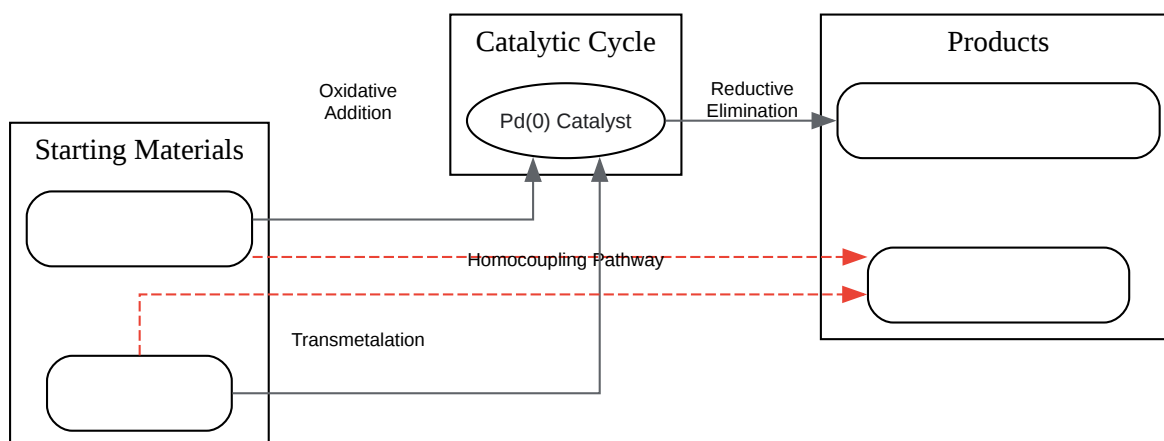 Catalytic Cycle
Products
Oxidative
Addition
Pd(0) Catalyst
Reductive
Elimination
Starting Materials
Homocoupling Pathway
Transmetalation